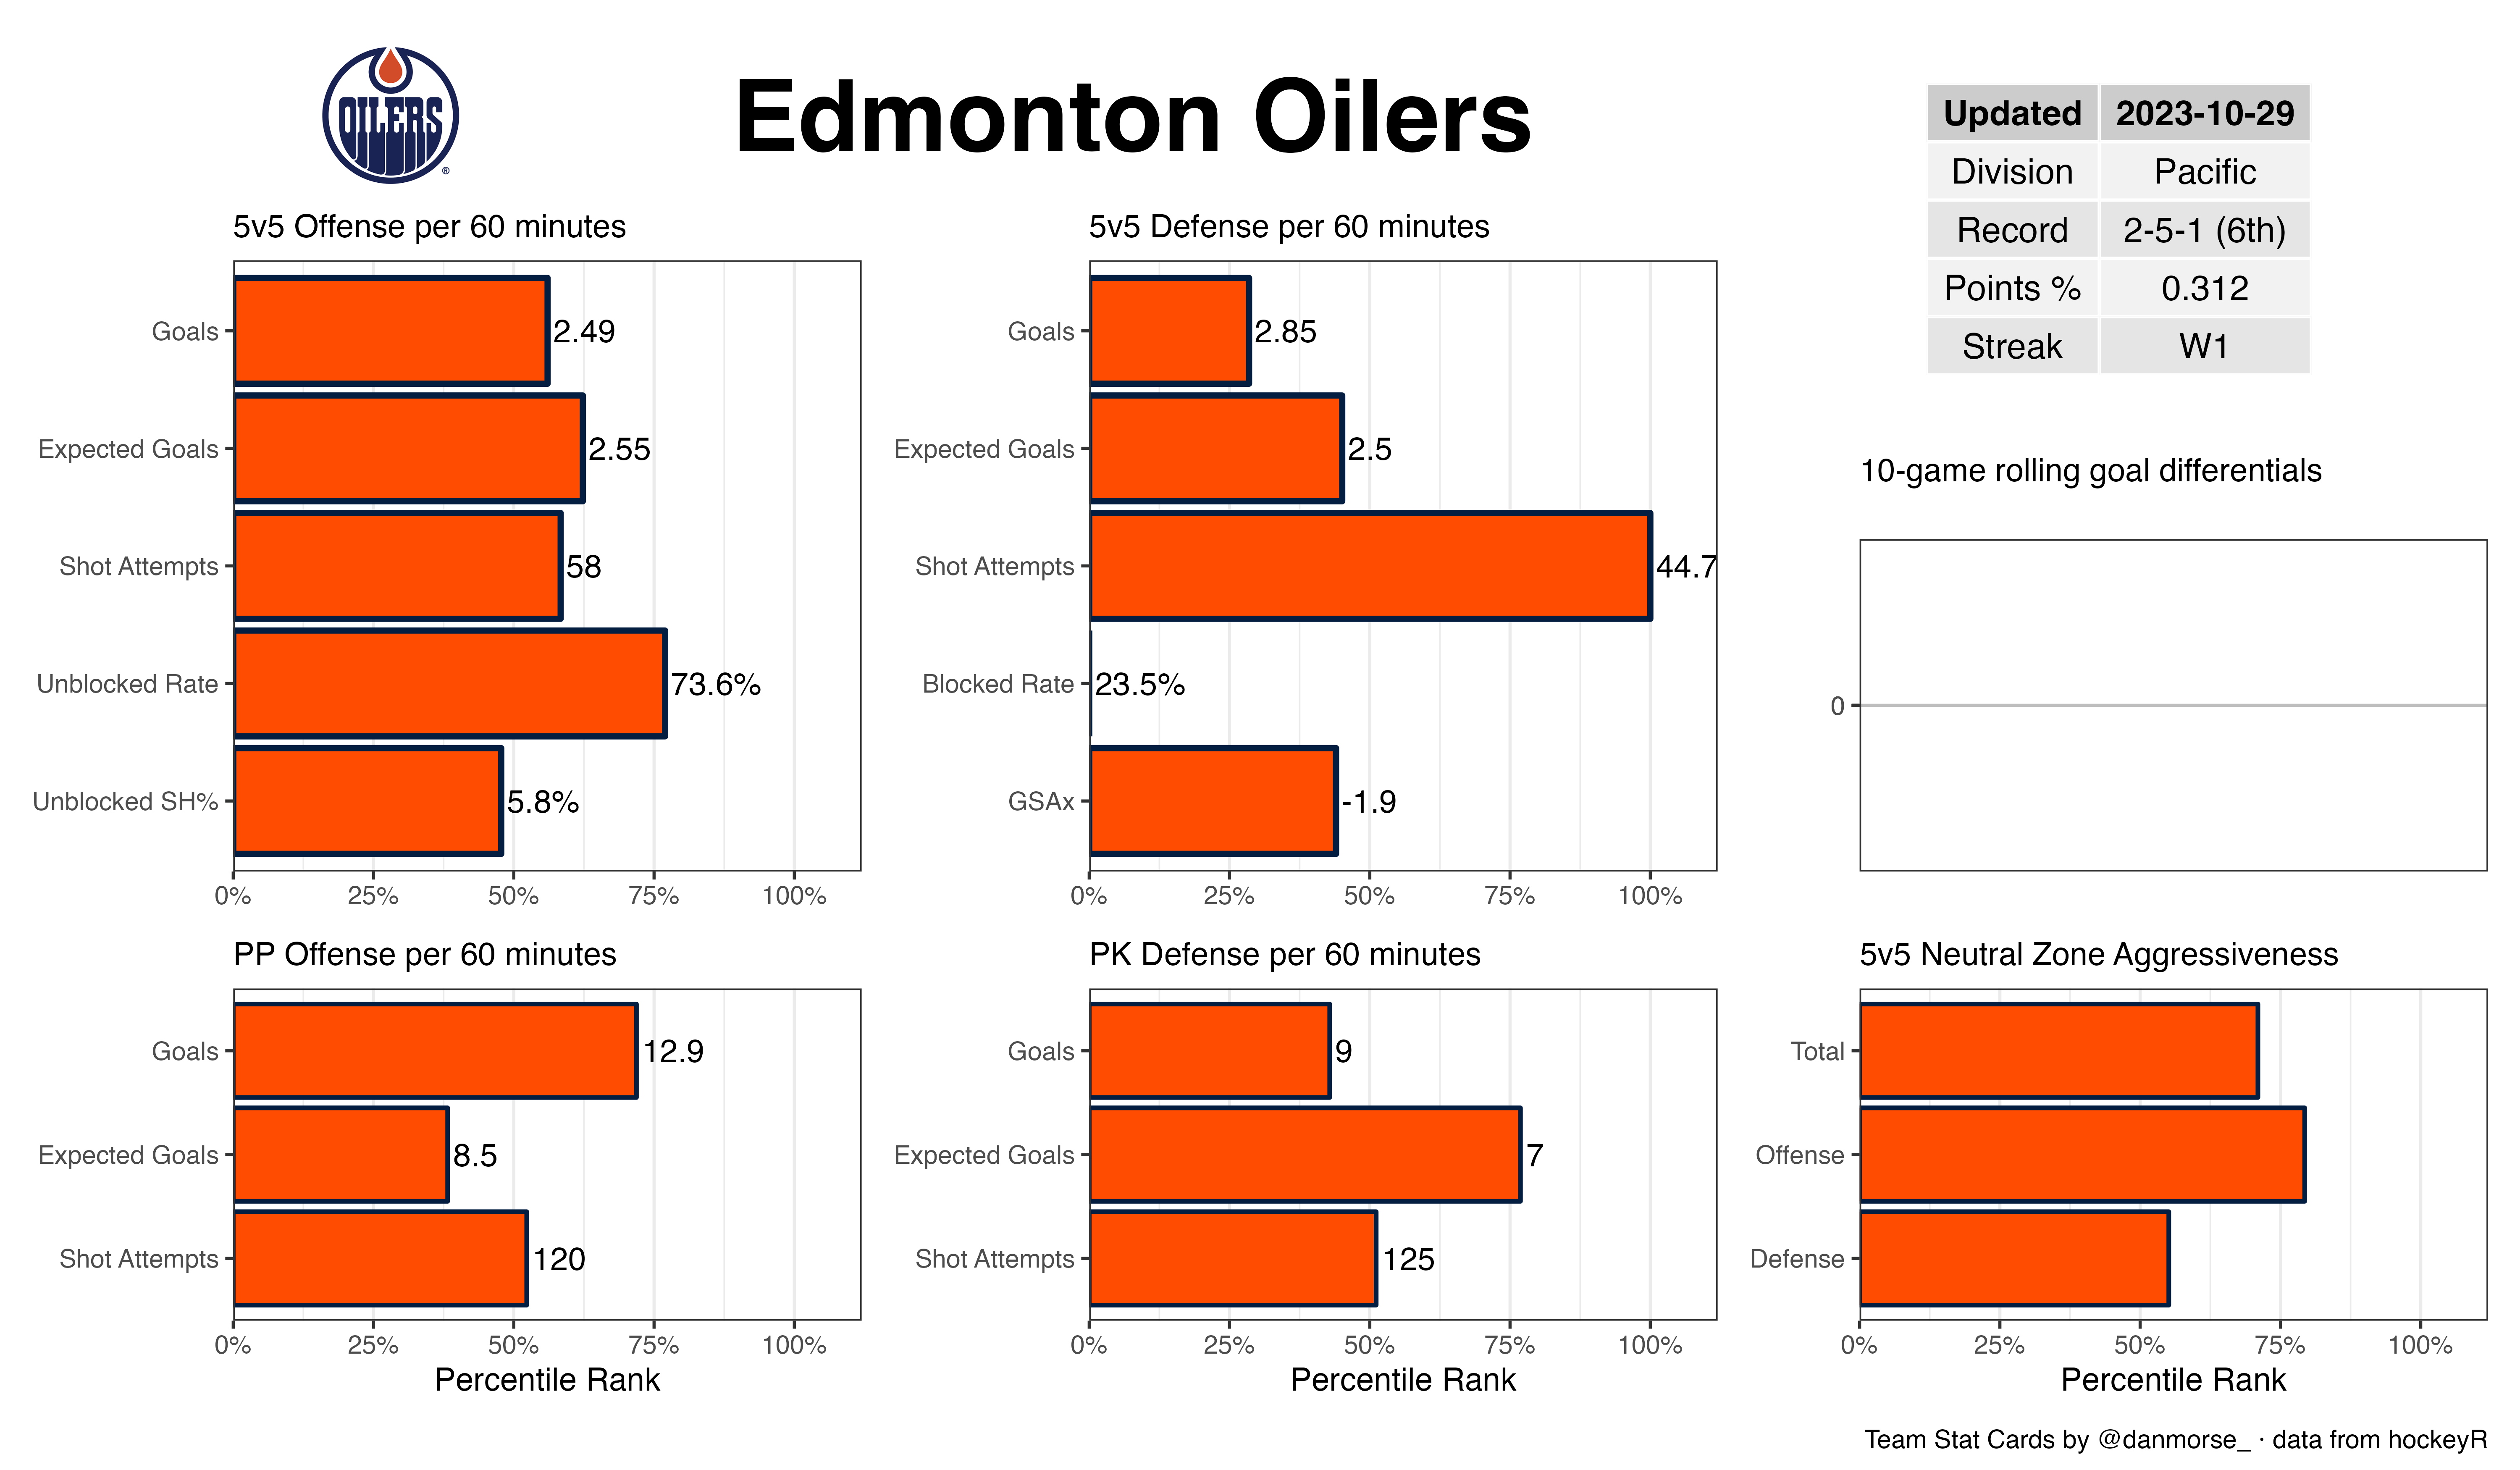 OILERS
®
Edmonton Oilers
Updated 2023-10-29
Division Pacific
Record 2-5-1 (6th)
Points % 0.312
Streak W1
5v5 Offense per 60 minutes
Goals 2.49
Expected Goals 2.55
Shot Attempts 58
Unblocked Rate 73.6%
Unblocked SH% 5.8%
0% 25% 50% 75% 100%
5v5 Defense per 60 minutes
Goals 2.85
Expected Goals 2.5
Shot Attempts 44.7
Blocked Rate 23.5%
GSAx -1.9
0% 25% 50% 75% 100%
10-game rolling goal differentials
0
PP Offense per 60 minutes
Goals 12.9
Expected Goals 8.5
Shot Attempts 120
0% 25% 50% 75% 100%
Percentile Rank
PK Defense per 60 minutes
Goals 9
Expected Goals 7
Shot Attempts 125
0% 25% 50% 75% 100%
Percentile Rank
5v5 Neutral Zone Aggressiveness
Total
Offense
Defense
0% 25% 50% 75% 100%
Percentile Rank
Team Stat Cards by @danmorse_ · data from hockeyR